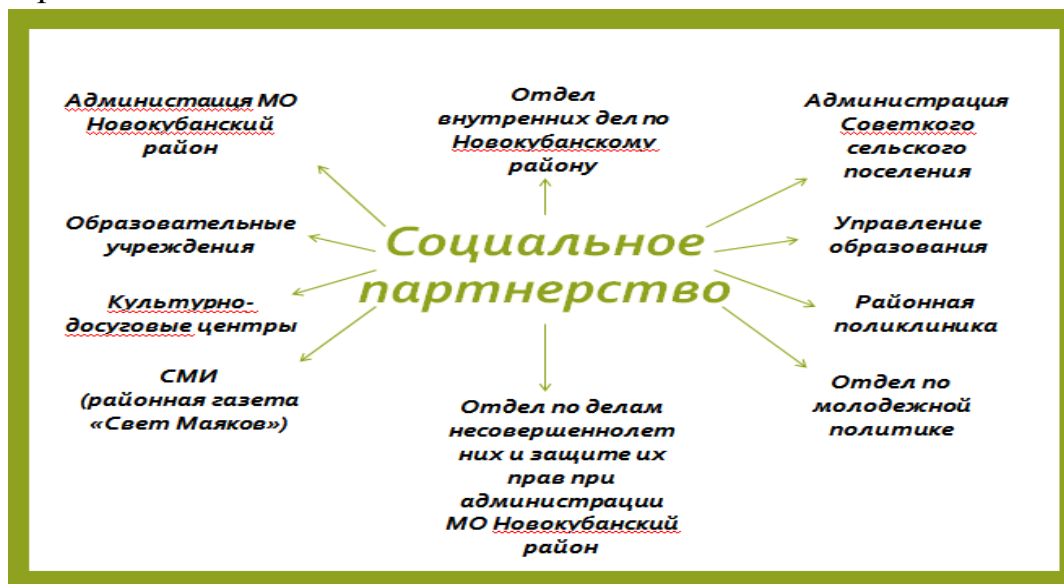 Администаиця МО
Новокубанский
район
Отдел
внутренних дел по
Новокубанскому
району
Администрация
Советкого
сельского
поселения
Образовательные
учреждения
Социальное
партнерство
Управление
образования
Культурно-
досуговые центры
Районная
поликлиника
СМИ
(районная газета
«Свет Маяков»)
Отдел по делам
несовершеннолет
них и защите их
прав при
администрации
МО Новокубанский
район
Отдел по
молодежной
политике